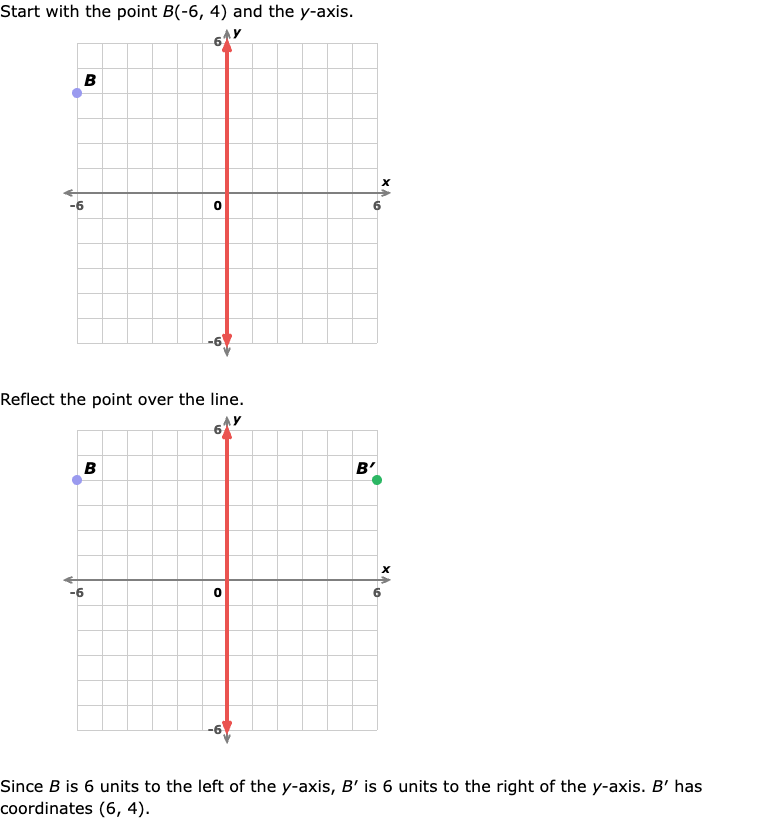 Start with the point B(-6, 4) and the y-axis.
y
6
B
x
-6
0
6
-6
Reflect the point over the line.
y
6
B
B′
x
-6
0
6
-6
Since B is 6 units to the left of the y-axis, B′ is 6 units to the right of the y-axis. B′ has
coordinates (6, 4).